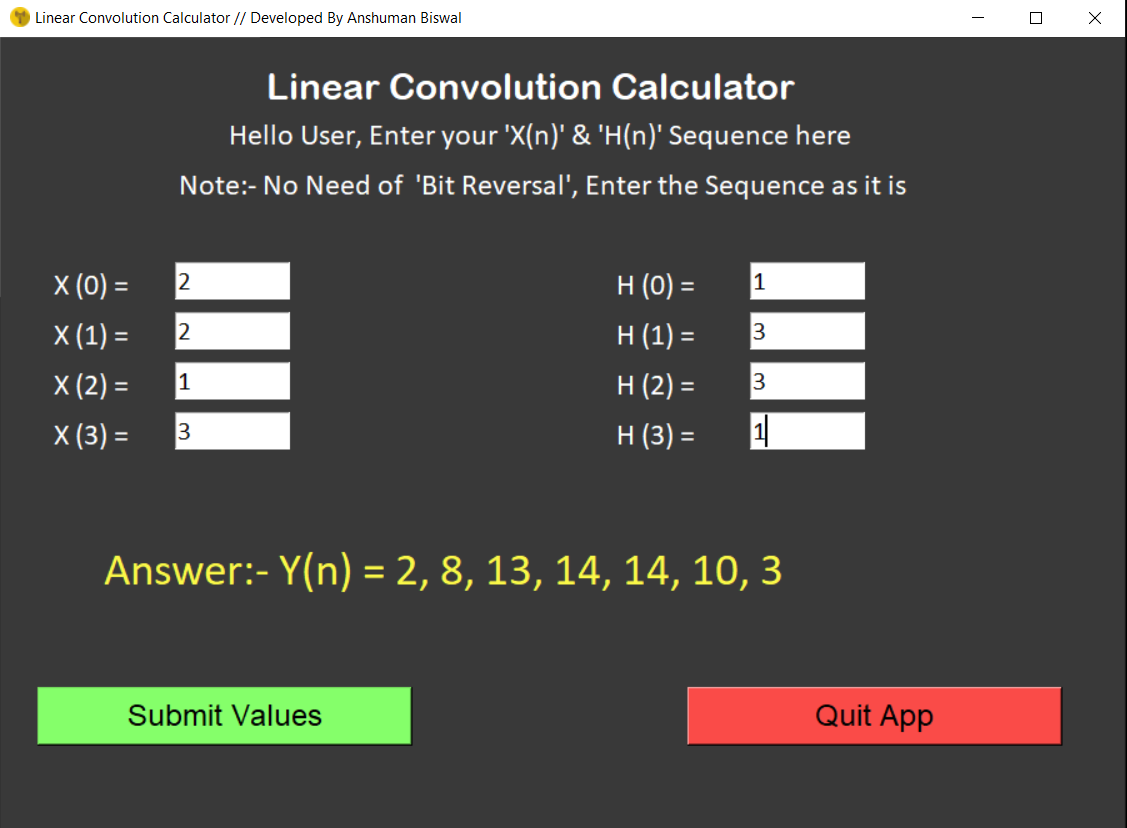 Linear Convolution Calculator // Developed By Anshuman Biswal
Linear Convolution Calculator
Hello User, Enter your 'X(n)' & 'H(n)' Sequence here
Note:- No Need of  'Bit Reversal', Enter the Sequence as it is
X (0) = 2 H (0) = 1
X (1) = 2 H (1) = 3
X (2) = 1 H (2) = 3
X (3) = 3 H (3) = 1
Answer:- Y(n) = 2, 8, 13, 14, 14, 10, 3
Submit Values Quit App